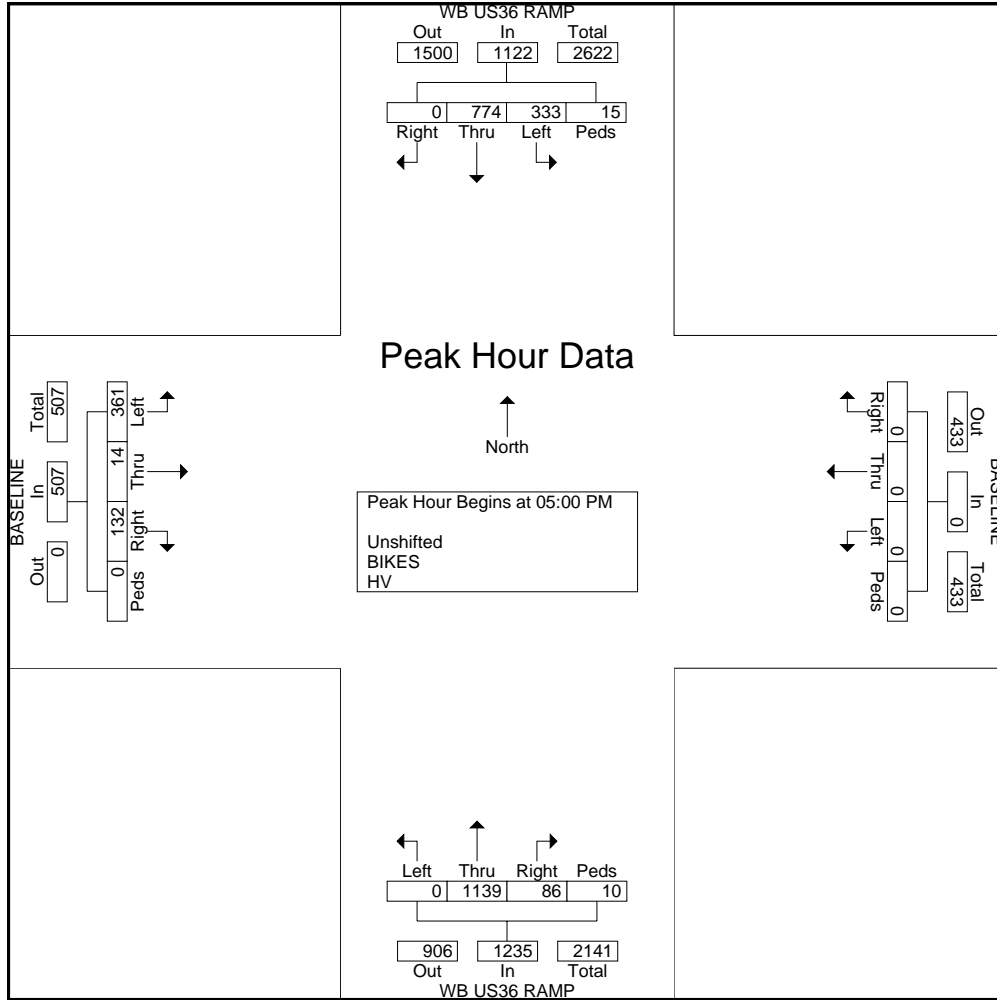 WB US36 RAMP
Out In Total
1500 1122 2622
0 774 333 15
Right Thru Left Peds
Peak Hour Data
North
Peak Hour Begins at 05:00 PM
Unshifted
BIKES
HV
BASELINE
Out In Total
0 507 507
Left Thru Right Peds
361 14 132 0
BASELINE
Out In Total
433 0 433
Right Thru Left Peds
0 0 0 0
Left Thru Right Peds
0 1139 86 10
906 1235 2141
Out In Total
WB US36 RAMP